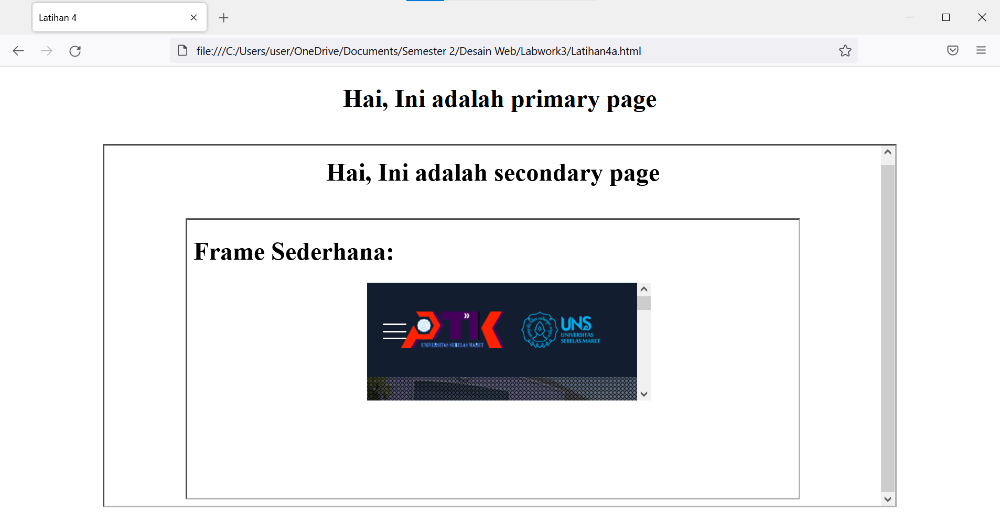 Latihan 4
file:///C:/Users/user/OneDrive/Documents/Semester 2/Desain Web/Labwork3/Latihan4a.html
Hai, Ini adalah primary page
Hai, Ini adalah secondary page
Frame Sederhana:
PTIK
UNIVERSITAS SEBELAS MARET
UNS
UNIVERSITAS
SEBELAS MARET